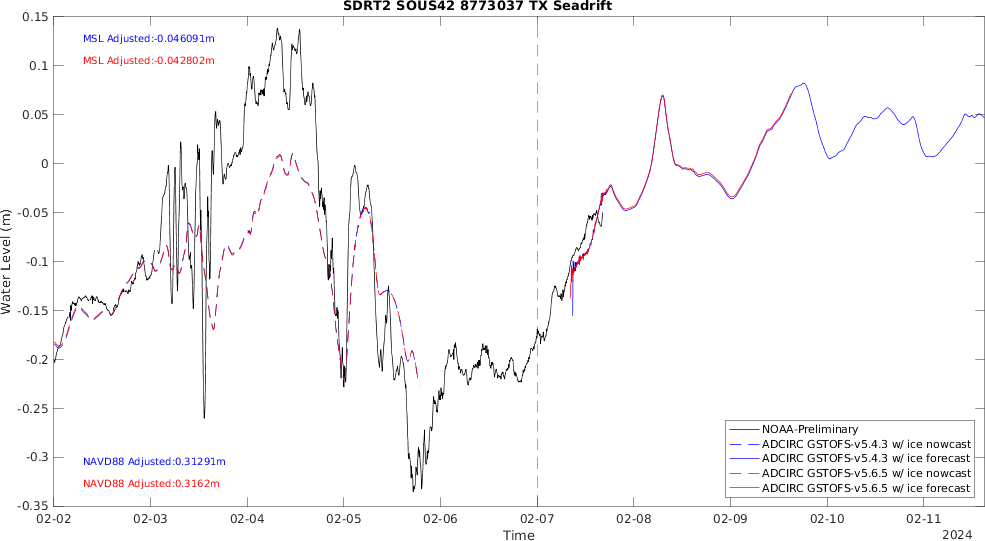 SDRT2 SOUS42 8773037 TX Seadrift
MSL Adjusted:-0.046091m
MSL Adjusted:-0.042802m
0.15
0.1
0.05
0
-0.05
-0.1
-0.15
-0.2
-0.25
-0.3
-0.35
Water Level (m)
NAVD88 Adjusted:0.31291m
NAVD88 Adjusted:0.3162m
NOAA-Preliminary
ADCIRC GSTOFS-v5.4.3 w/ ice nowcast
ADCIRC GSTOFS-v5.4.3 w/ ice forecast
ADCIRC GSTOFS-v5.6.5 w/ ice nowcast
ADCIRC GSTOFS-v5.6.5 w/ ice forecast
02-02 02-03 02-04 02-05 02-06 02-07 02-08 02-09 02-10 02-11
Time
2024